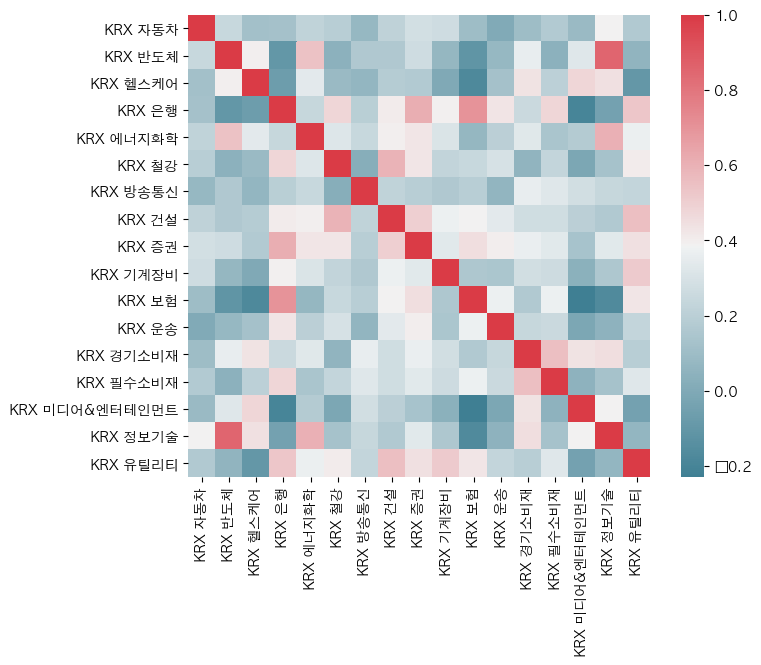 KRX 자동차
KRX 반도체
KRX 헬스케어
KRX 은행
KRX 에너지화학
KRX 철강
KRX 방송통신
KRX 건설
KRX 증권
KRX 기계장비
KRX 보험
KRX 운송
KRX 경기소비재
KRX 필수소비재
KRX 미디어&엔터테인먼트
KRX 정보기술
KRX 유틸리티
KRX 자동차
KRX 반도체
KRX 헬스케어
KRX 은행
KRX 에너지화학
KRX 철강
KRX 방송통신
KRX 건설
KRX 증권
KRX 기계장비
KRX 보험
KRX 운송
KRX 경기소비재
KRX 필수소비재
KRX 미디어&엔터테인먼트
KRX 정보기술
KRX 유틸리티
1.0
0.8
0.6
0.4
0.2
0.0
□0.2